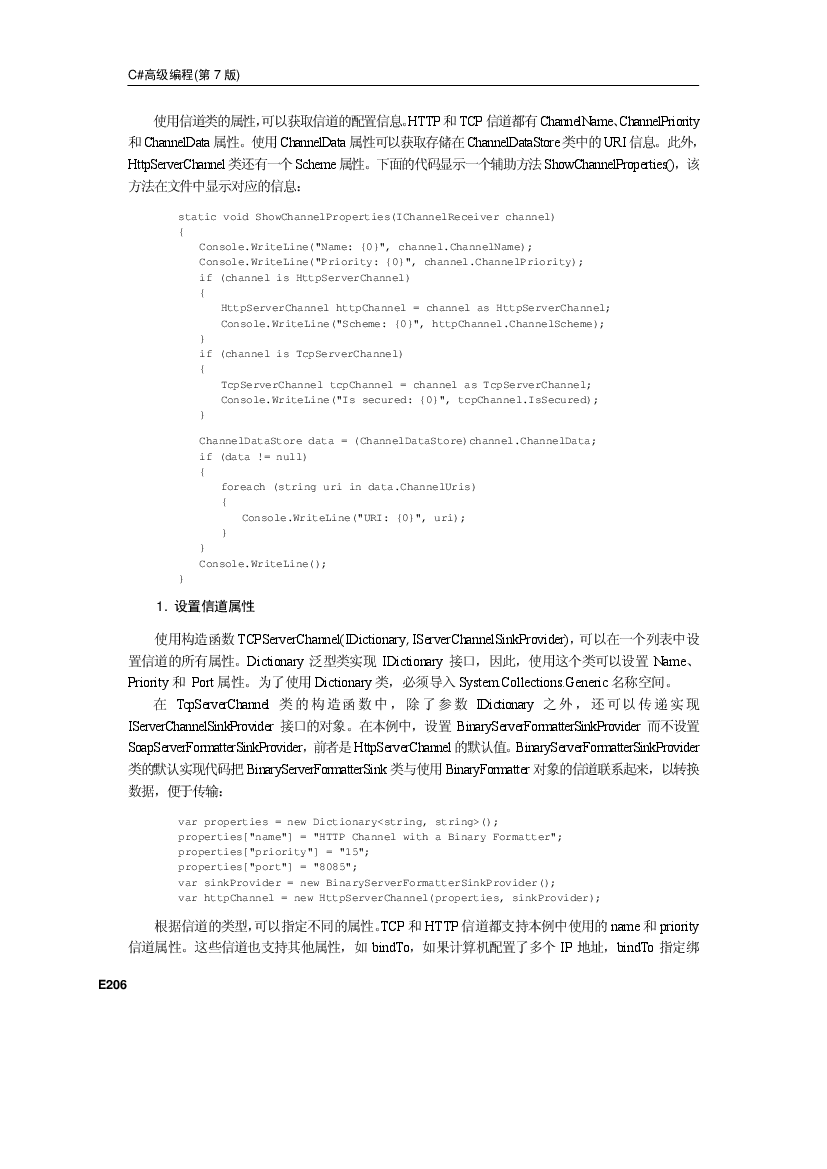 C#高级编程(第 7 版)
使用信道类的属性，可以获取信道的配置信息。HTTP 和 TCP 信道都有 ChannelName、ChannelPriority
和 ChannelData 属性。使用 ChannelData 属性可以获取存储在 ChannelDataStore 类中的 URI 信息。此外，
HttpServerChannel 类还有一个 Scheme 属性。下面的代码显示一个辅助方法 ShowChannelProperties()，该
方法在文件中显示对应的信息：
static void ShowChannelProperties(IChannelReceiver channel)
{
Console.WriteLine("Name: {0}", channel.ChannelName);
Console.WriteLine("Priority: {0}", channel.ChannelPriority);
if (channel is HttpServerChannel)
{
HttpServerChannel httpChannel = channel as HttpServerChannel;
Console.WriteLine("Scheme: {0}", httpChannel.ChannelScheme);
}
if (channel is TcpServerChannel)
{
TcpServerChannel tcpChannel = channel as TcpServerChannel;
Console.WriteLine("Is secured: {0}", tcpChannel.IsSecured);
}
ChannelDataStore data = (ChannelDataStore)channel.ChannelData;
if (data != null)
{
foreach (string uri in data.ChannelUris)
{
Console.WriteLine("URI: {0}", uri);
}
}
Console.WriteLine();
}
1. 设置信道属性
使用构造函数 TCPServerChannel(IDictionary, IServerChannelSinkProvider)，可以在一个列表中设
置信道的所有属性。Dictionary 泛型类实现 IDictionary 接口，因此，使用这个类可以设置 Name、
Priority 和 Port 属性。为了使用 Dictionary 类，必须导入 System.Collections.Generic 名称空间。
在 TcpServerChannel 类的构造函数中，除了参数 IDictionary 之外，还可以传递实现
IServerChannelSinkProvider 接口的对象。在本例中，设置 BinaryServerFormatterSinkProvider 而不设置
SoapServerFormatterSinkProvider，前者是 HttpServerChannel 的默认值。BinaryServerFormatterSinkProvider
类的默认实现代码把 BinaryServerFormatterSink 类与使用 BinaryFormatter 对象的信道联系起来，以转换
数据，便于传输：
var properties = new Dictionary<string, string>();
properties["name"] = "HTTP Channel with a Binary Formatter";
properties["priority"] = "15";
properties["port"] = "8085";
var sinkProvider = new BinaryServerFormatterSinkProvider();
var httpChannel = new HttpServerChannel(properties, sinkProvider);
根据信道的类型，可以指定不同的属性。TCP 和 HTTP 信道都支持本例中使用的 name 和 priority
信道属性。这些信道也支持其他属性，如 bindTo，如果计算机配置了多个 IP 地址，bindTo 指定绑
E206